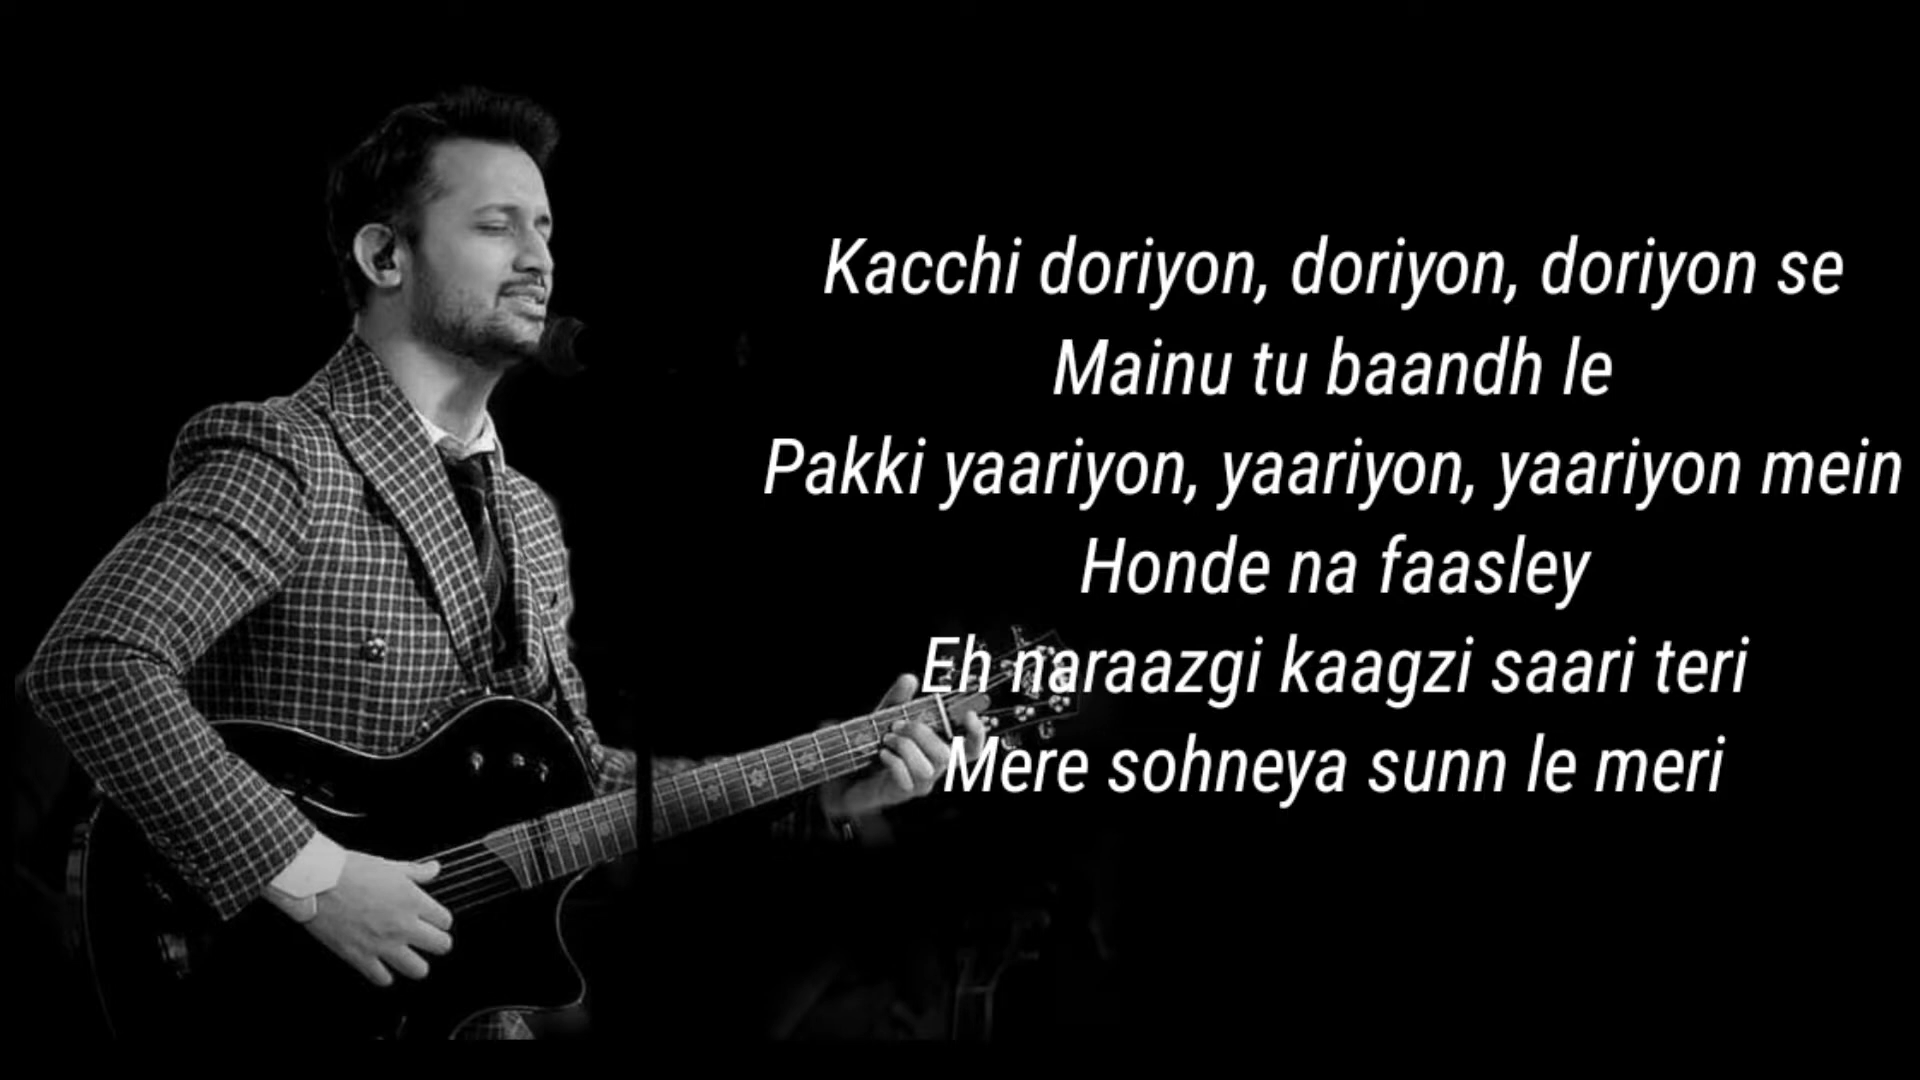 Kacchi doriyon, doriyon, doriyon se
Mainu tu baandh le
Pakki yaariyon, yaariyon, yaariyon mein
Honde na faasley
Eh naraazgi kaagzi saari teri
Mere sohneya sunn le meri